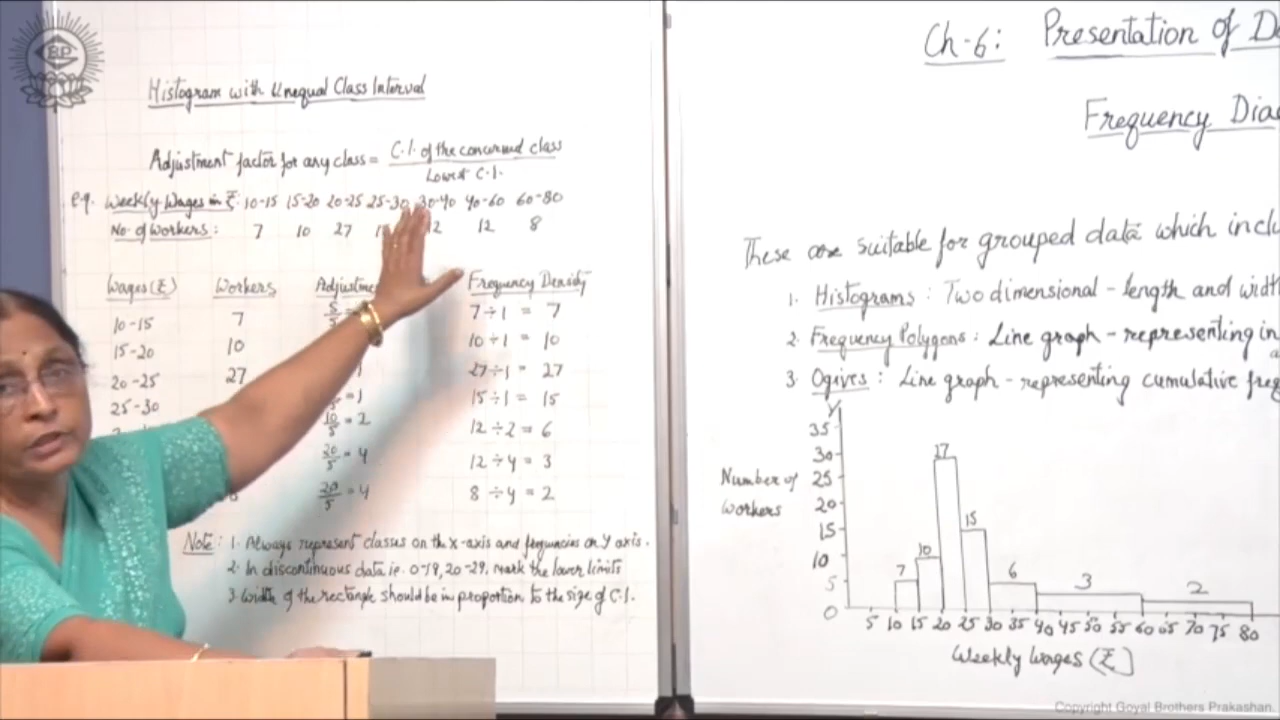 GBP
Histogram with Unequal Class Interval
Adjustment factor for any class = C.I. of the concerned class
Lowest C.I.
eg. Weekly Wages in ₹: 10-15 15-20 20-25 25-30 30-40 40-60 60-80
No. of Workers : 7 10 27 12 12 8
Wages (₹) Workers Frequency Density
10-15 7 7÷1 = 7
15-20 10 10÷1 = 10
20-25 27 1 27÷1 = 27
25-30 =1 15÷1 = 15
10/5 = 2 12÷2 = 6
20/5 = 4 12÷4 = 3
20/5 = 4 8÷4 = 2
Note : 1. Always represent classes on the x-axis and frequncies on Y axis.
2. In discontinuous data ie. 0-19, 20-29, mark the lower limits
3. Width of the rectangle should be in proportion to the size of C.I.
Ch-6: Presentation of
Frequency
These are suitable for grouped data which
1. Histograms : Two dimensional - length and
2. Frequency Polygons : Line graph - representing
3. Ogives : Line graph - representing cumulative
Y
35
30
25
20
15
10
5
0
Number of
Workers
7 10 27 15 6 3 2
5 10 15 20 25 30 35 40 45 50 55 60 65 70 75 80
Weekly Wages (₹)
Copyright Goyal Brothers Prakashan.